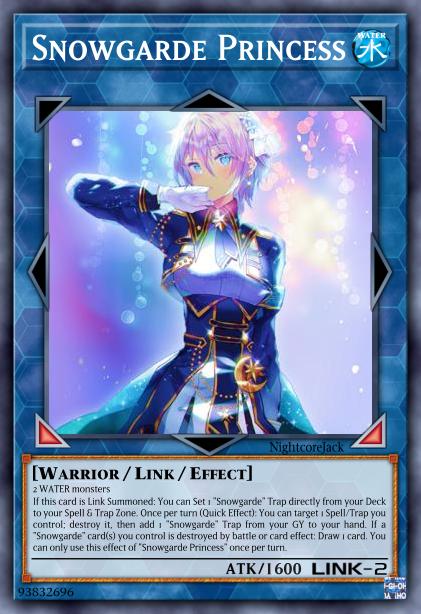 Snowgarde Princess
WATER
水
NightcoreJack
[Warrior / Link / Effect]
2 WATER monsters
If this card is Link Summoned: You can Set 1 "Snowgarde" Trap directly from your Deck
to your Spell & Trap Zone. Once per turn (Quick Effect): You can target 1 Spell/Trap you
control; destroy it, then add 1 "Snowgarde" Trap from your GY to your hand. If a
"Snowgarde" card(s) you control is destroyed by battle or card effect: Draw 1 card. You
can only use this effect of "Snowgarde Princess" once per turn.
ATK/1600 LINK-2
93832696